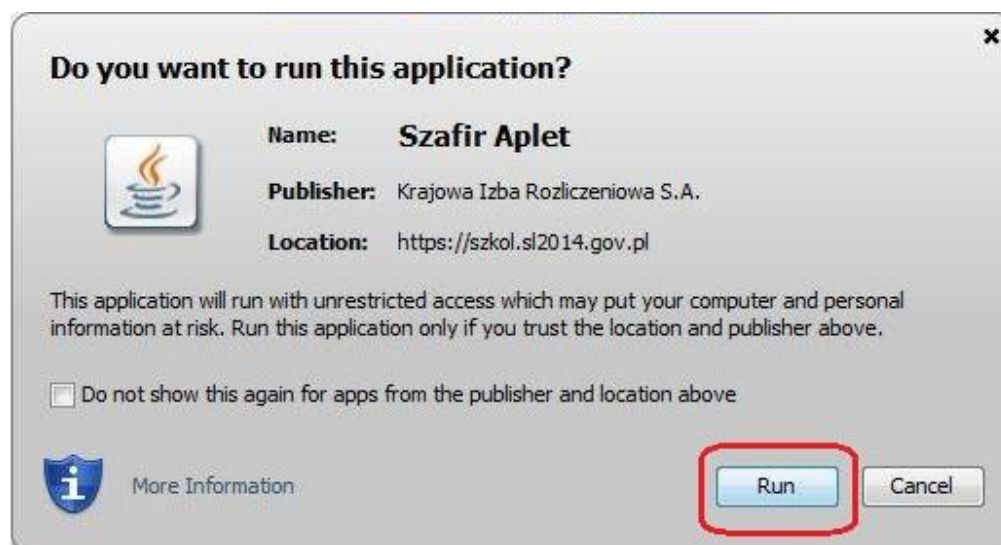 Do you want to run this application?
Name: Szafir Aplet
Publisher: Krajowa Izba Rozliczeniowa S.A.
Location: https://szkol.sl2014.gov.pl
This application will run with unrestricted access which may put your computer and personal
information at risk. Run this application only if you trust the location and publisher above.
Do not show this again for apps from the publisher and location above
More Information
Run
Cancel